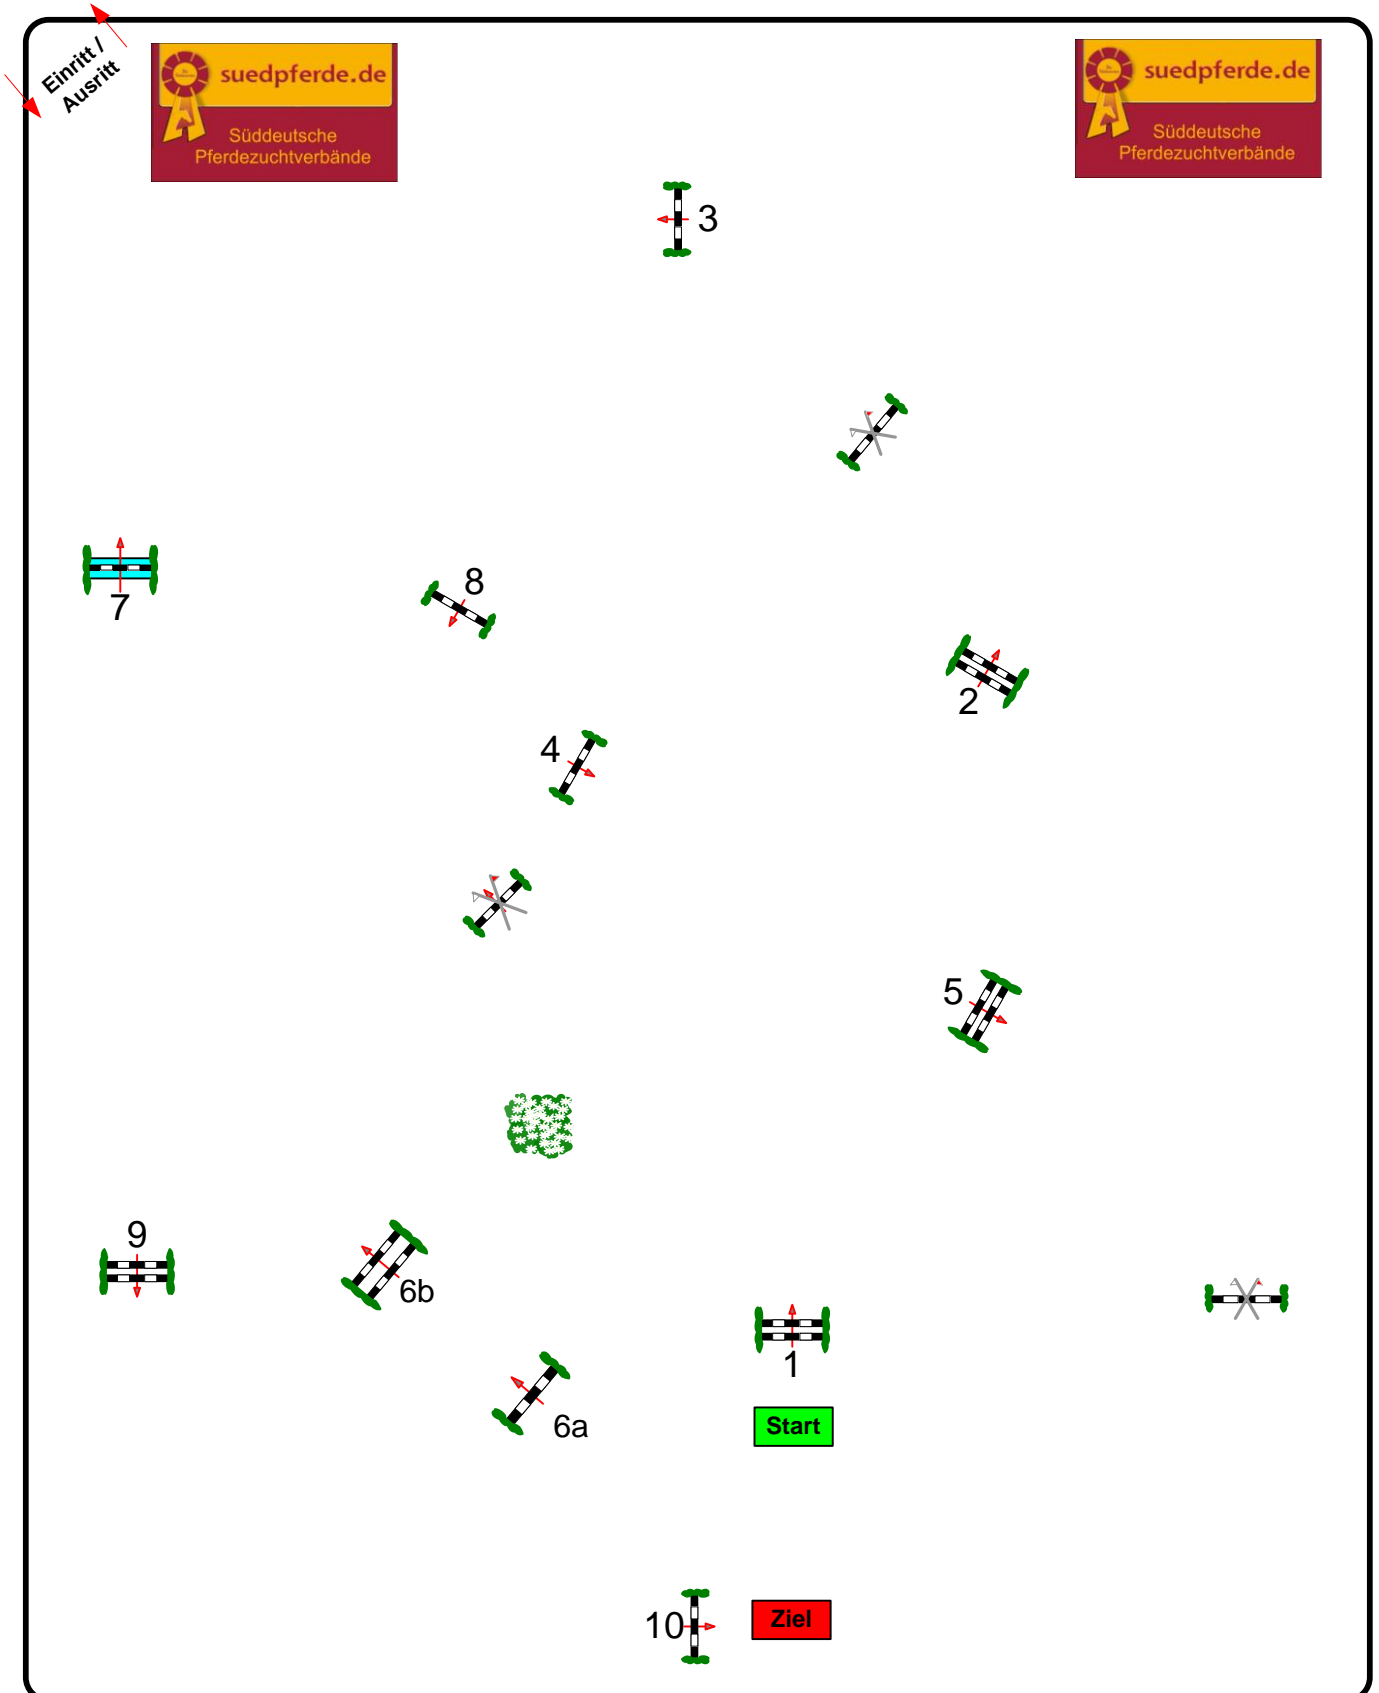 Einritt /
Ausritt
suedpferde.de
Süddeutsche
Pferdezuchtverbände
suedpferde.de
Süddeutsche
Pferdezuchtverbände
3
8
7
2
4
5
9
6b
1
6a
Start
10
Ziel